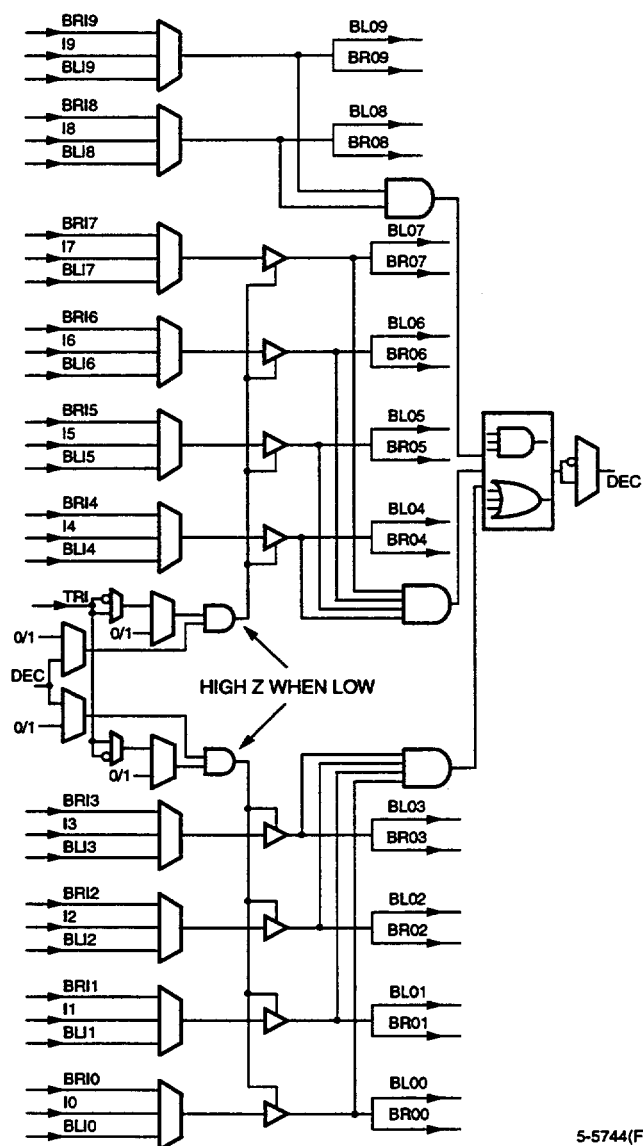 BRI9
I9
BLI9
BL09
BR09
BRI8
I8
BLI8
BL08
BR08
BRI7
I7
BLI7
BL07
BR07
BRI6
I6
BLI6
BL06
BR06
BRI5
I5
BLI5
BL05
BR05
DEC
BRI4
I4
BLI4
BL04
BR04
TRI
0/1
0/1
DEC
HIGH Z WHEN LOW
0/1
0/1
BRI3
I3
BLI3
BL03
BR03
BRI2
I2
BLI2
BL02
BR02
BRI1
I1
BLI1
BL01
BR01
BRI0
I0
BLI0
BL00
BR00
5-5744(F